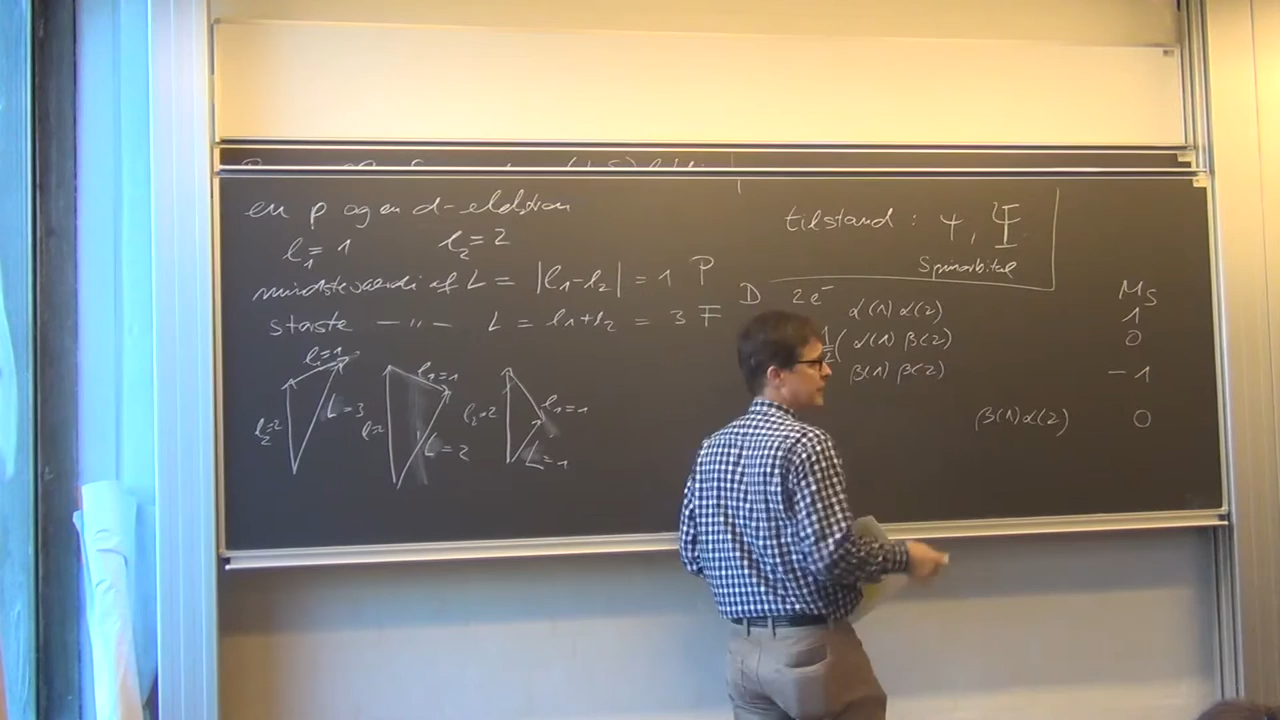 en p og en d-elektron
l₁ = 1 l₂ = 2
mindsteværdi af L = |l₁-l₂| = 1 P
største -〃- L = l₁+l₂ = 3 F
D
l₁=1
l₂=2
L=3
l₁=1
l=2
L=2
l₂=2
l₁=1
L=1
tilstand : ψ, Ψ
Spinorbital
2e⁻ M_S
α(1) α(2) 1
( α(1) β(2) 0
β(1) β(2) -1
β(1)α(2) 0